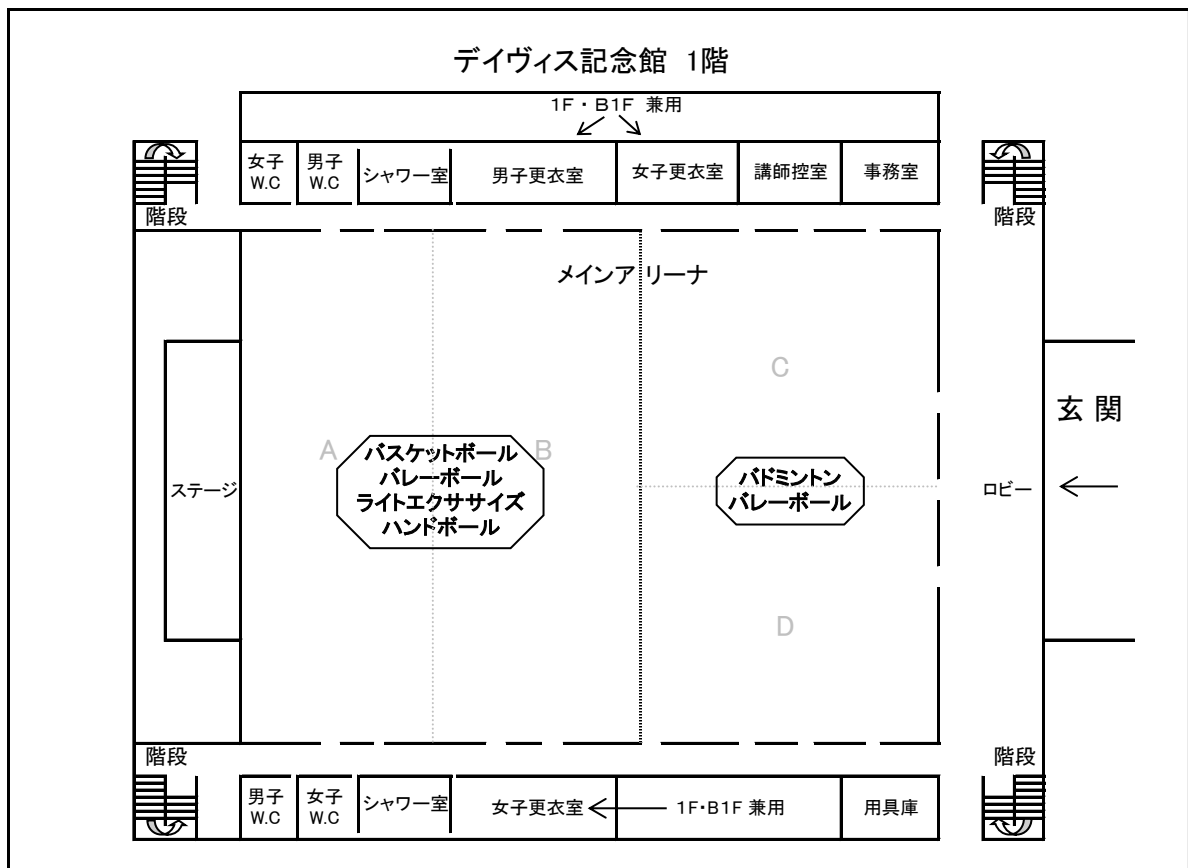 デイヴィス記念館 1階
1F・B1F 兼用
女子
W.C
男子
W.C
シャワー室
男子更衣室
女子更衣室
講師控室
事務室
階段
階段
メインアリーナ
C
玄 関
A
B
バスケットボール
バレーボール
ライトエクササイズ
ハンドボール
バドミントン
バレーボール
ステージ
ロビー
D
階段
階段
男子
W.C
女子
W.C
シャワー室
女子更衣室
1F・B1F 兼用
用具庫